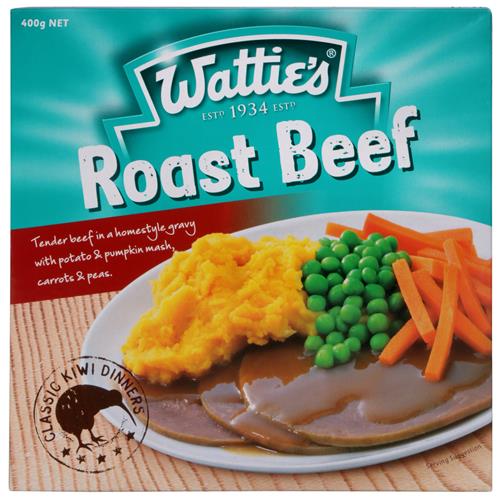 400g NET
Wattie's®
ESTD 1934 ESTD
Roast Beef
Tender beef in a homestyle gravy
with potato & pumpkin mash,
carrots & peas.
CLASSIC KIWI DINNERS
Serving Suggestion